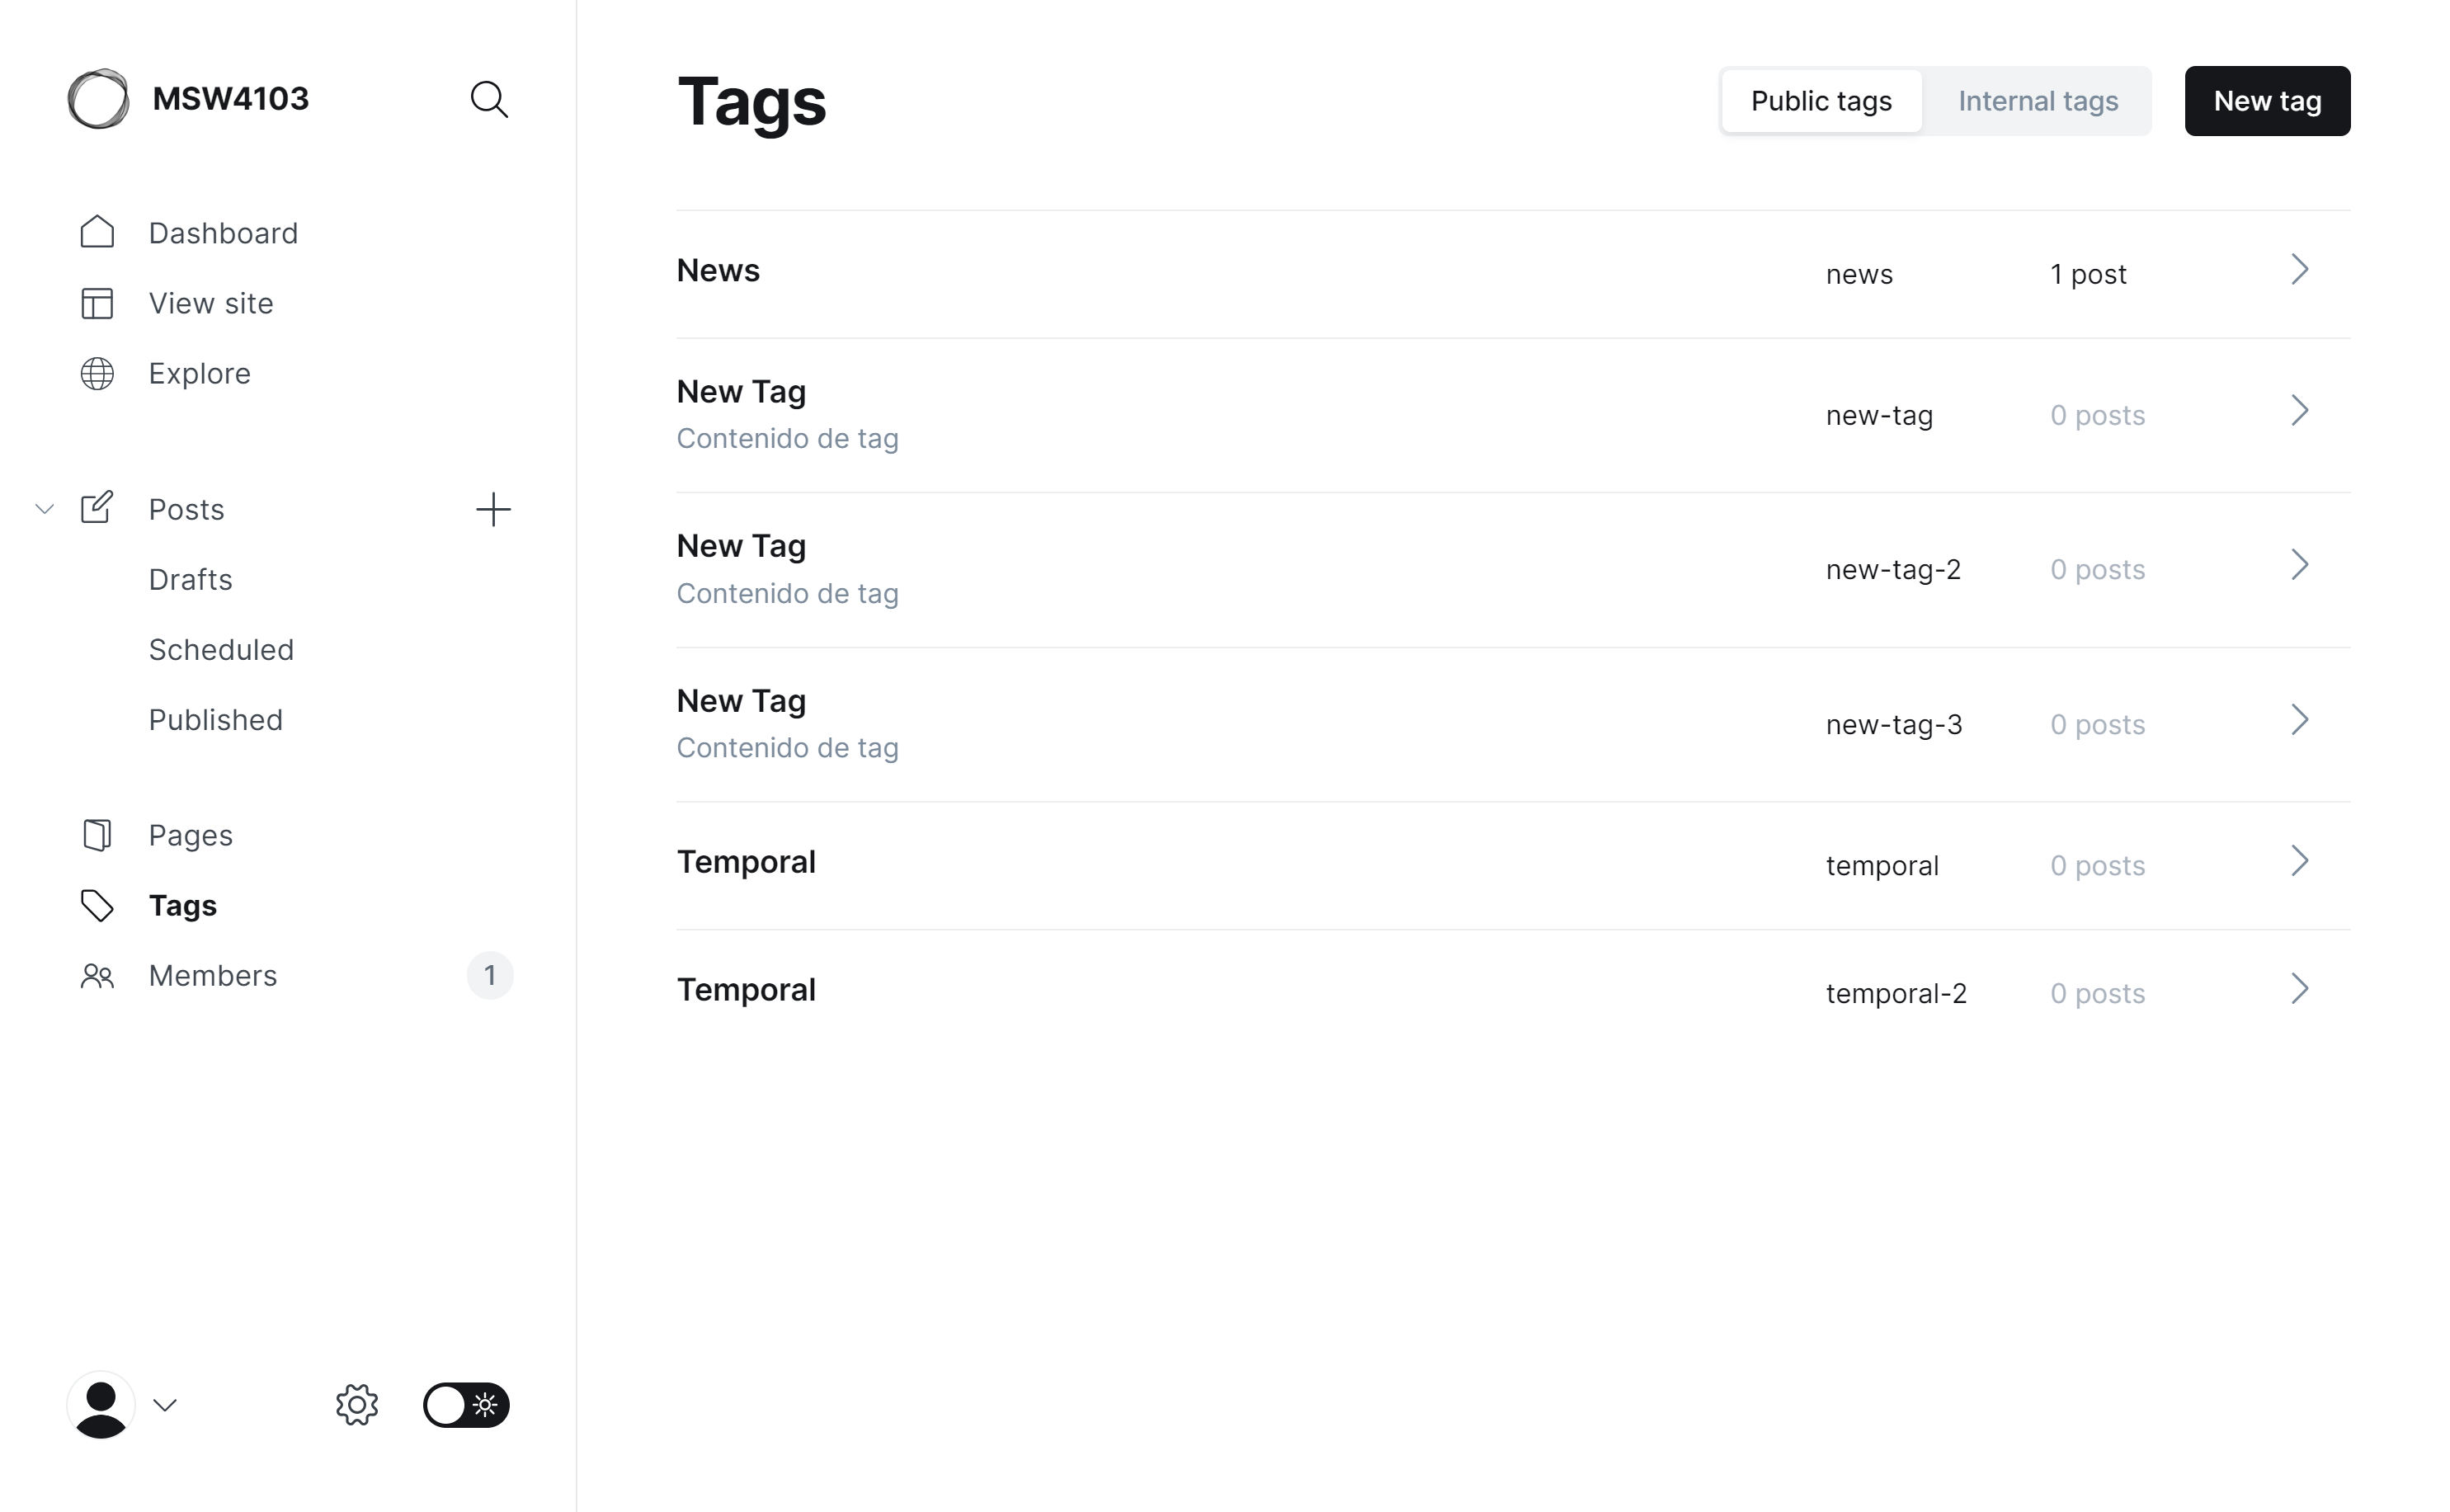 MSW4103
Dashboard
View site
Explore
Posts
Drafts
Scheduled
Published
Pages
Tags
Members 1
Tags
Public tags Internal tags New tag
News news 1 post
New Tag
Contenido de tag
new-tag 0 posts
New Tag
Contenido de tag
new-tag-2 0 posts
New Tag
Contenido de tag
new-tag-3 0 posts
Temporal temporal 0 posts
Temporal temporal-2 0 posts